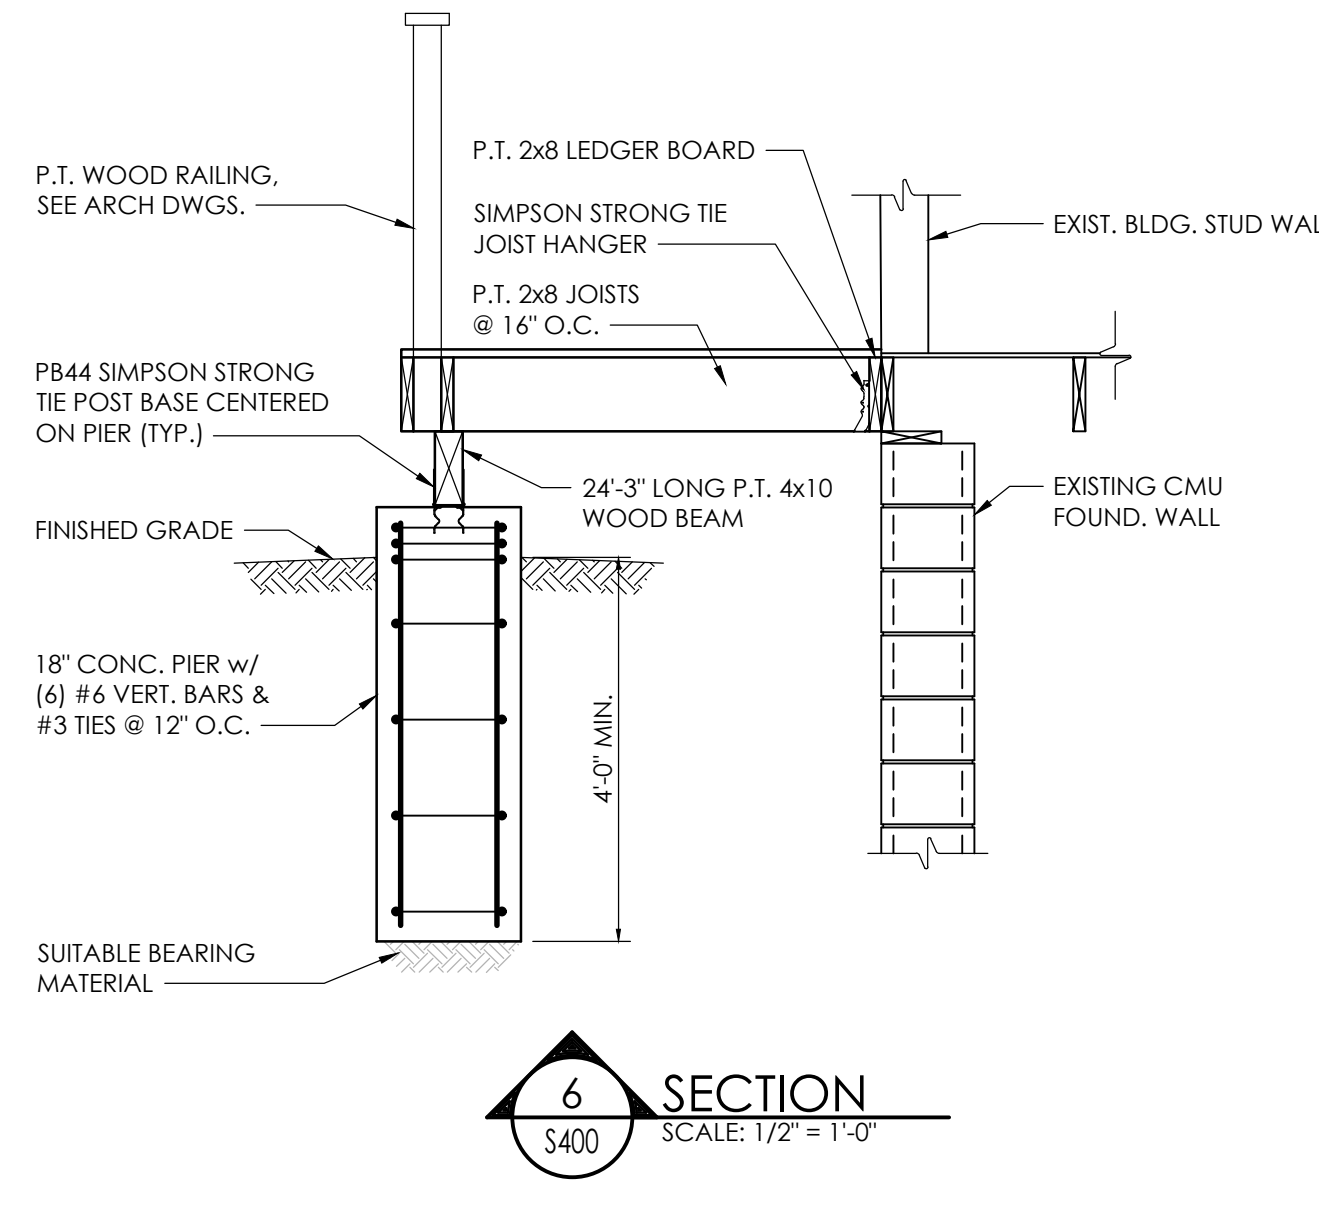 P.T. WOOD RAILING,
SEE ARCH DWGS.
P.T. 2x8 LEDGER BOARD
SIMPSON STRONG TIE
JOIST HANGER
P.T. 2x8 JOISTS
@ 16" O.C.
EXIST. BLDG. STUD WAL
PB44 SIMPSON STRONG
TIE POST BASE CENTERED
ON PIER (TYP.)
24'-3" LONG P.T. 4x10
WOOD BEAM
EXISTING CMU
FOUND. WALL
FINISHED GRADE
18" CONC. PIER w/
(6) #6 VERT. BARS &
#3 TIES @ 12" O.C.
4'-0" MIN.
SUITABLE BEARING
MATERIAL
6
S400
SECTION
SCALE: 1/2" = 1'-0"